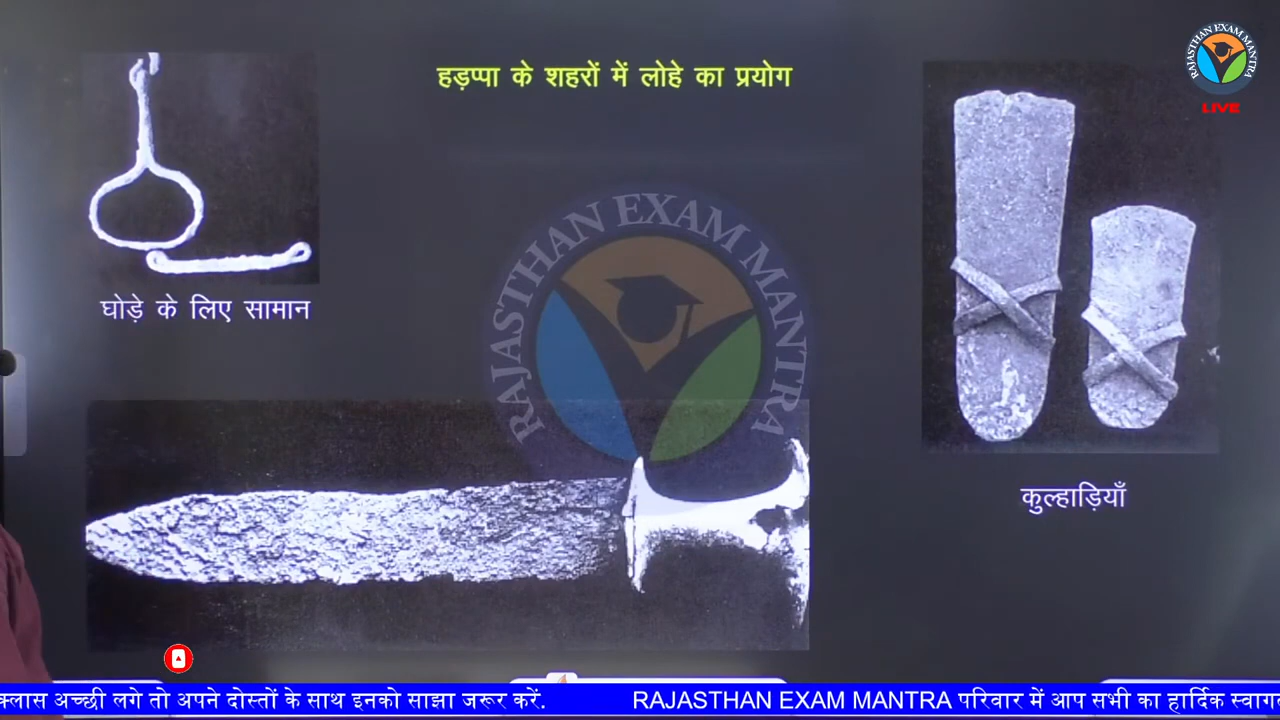 हड़प्पा के शहरों में लोहे का प्रयोग
RAJASTHAN EXAM MANTRA
LIVE
घोड़े के लिए सामान
RAJASTHAN EXAM MANTRA
कुल्हाड़ियाँ
क्लास अच्छी लगे तो अपने दोस्तों के साथ इनको साझा जरूर करें.
RAJASTHAN EXAM MANTRA परिवार में आप सभी का हार्दिक